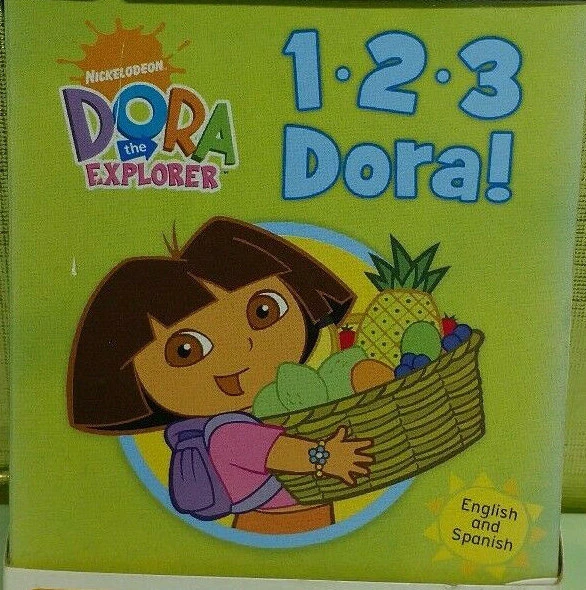 NICKELODEON
DORA
the
EXPLORER
1·2·3
Dora!
English
and
Spanish